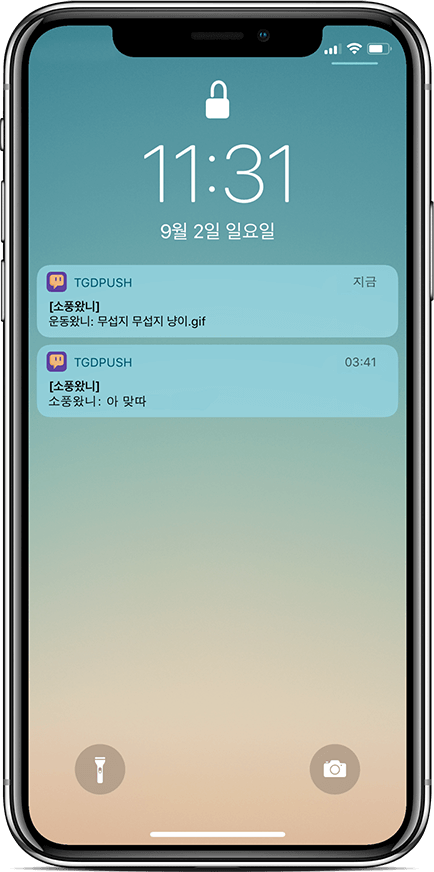 11:31
9월 2일 일요일
TGDPUSH 지금
[소풍왔니]
운동왔니: 무섭지 무섭지 냥이.gif
TGDPUSH 03:41
[소풍왔니]
소풍왔니: 아 맞따